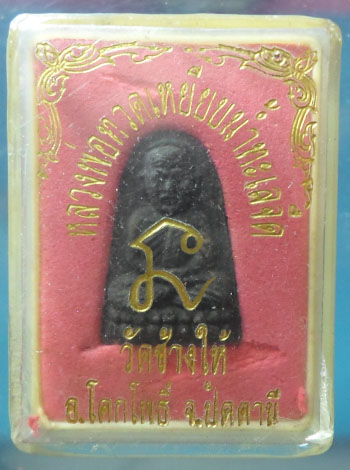 หลวงพ่อทวดเหยียบน้ำทะเลจืด
วัดช้างให้
อ.โคกโพธิ์ จ.ปัตตานี